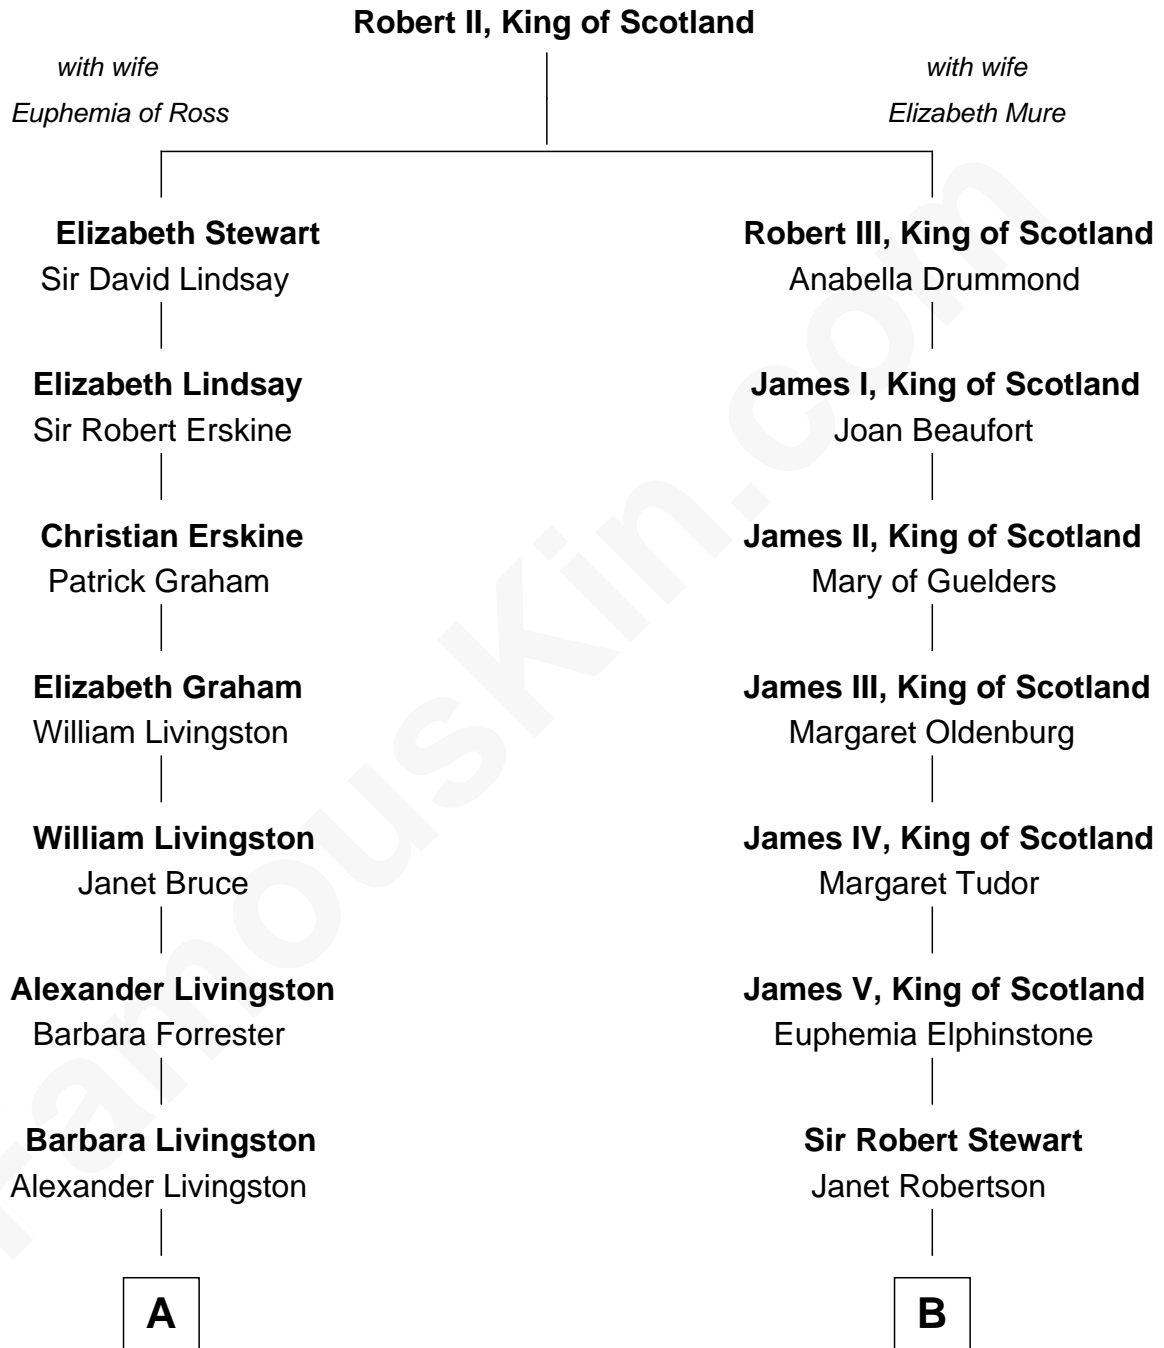 Robert II, King of Scotland
with wife
Euphemia of Ross
with wife
Elizabeth Mure
Elizabeth Stewart
Sir David Lindsay
Robert III, King of Scotland
Anabella Drummond
Elizabeth Lindsay
Sir Robert Erskine
James I, King of Scotland
Joan Beaufort
Christian Erskine
Patrick Graham
James II, King of Scotland
Mary of Guelders
Elizabeth Graham
William Livingston
James III, King of Scotland
Margaret Oldenburg
William Livingston
Janet Bruce
James IV, King of Scotland
Margaret Tudor
Alexander Livingston
Barbara Forrester
James V, King of Scotland
Euphemia Elphinstone
Barbara Livingston
Alexander Livingston
Sir Robert Stewart
Janet Robertson
A
B
FamousKin.com